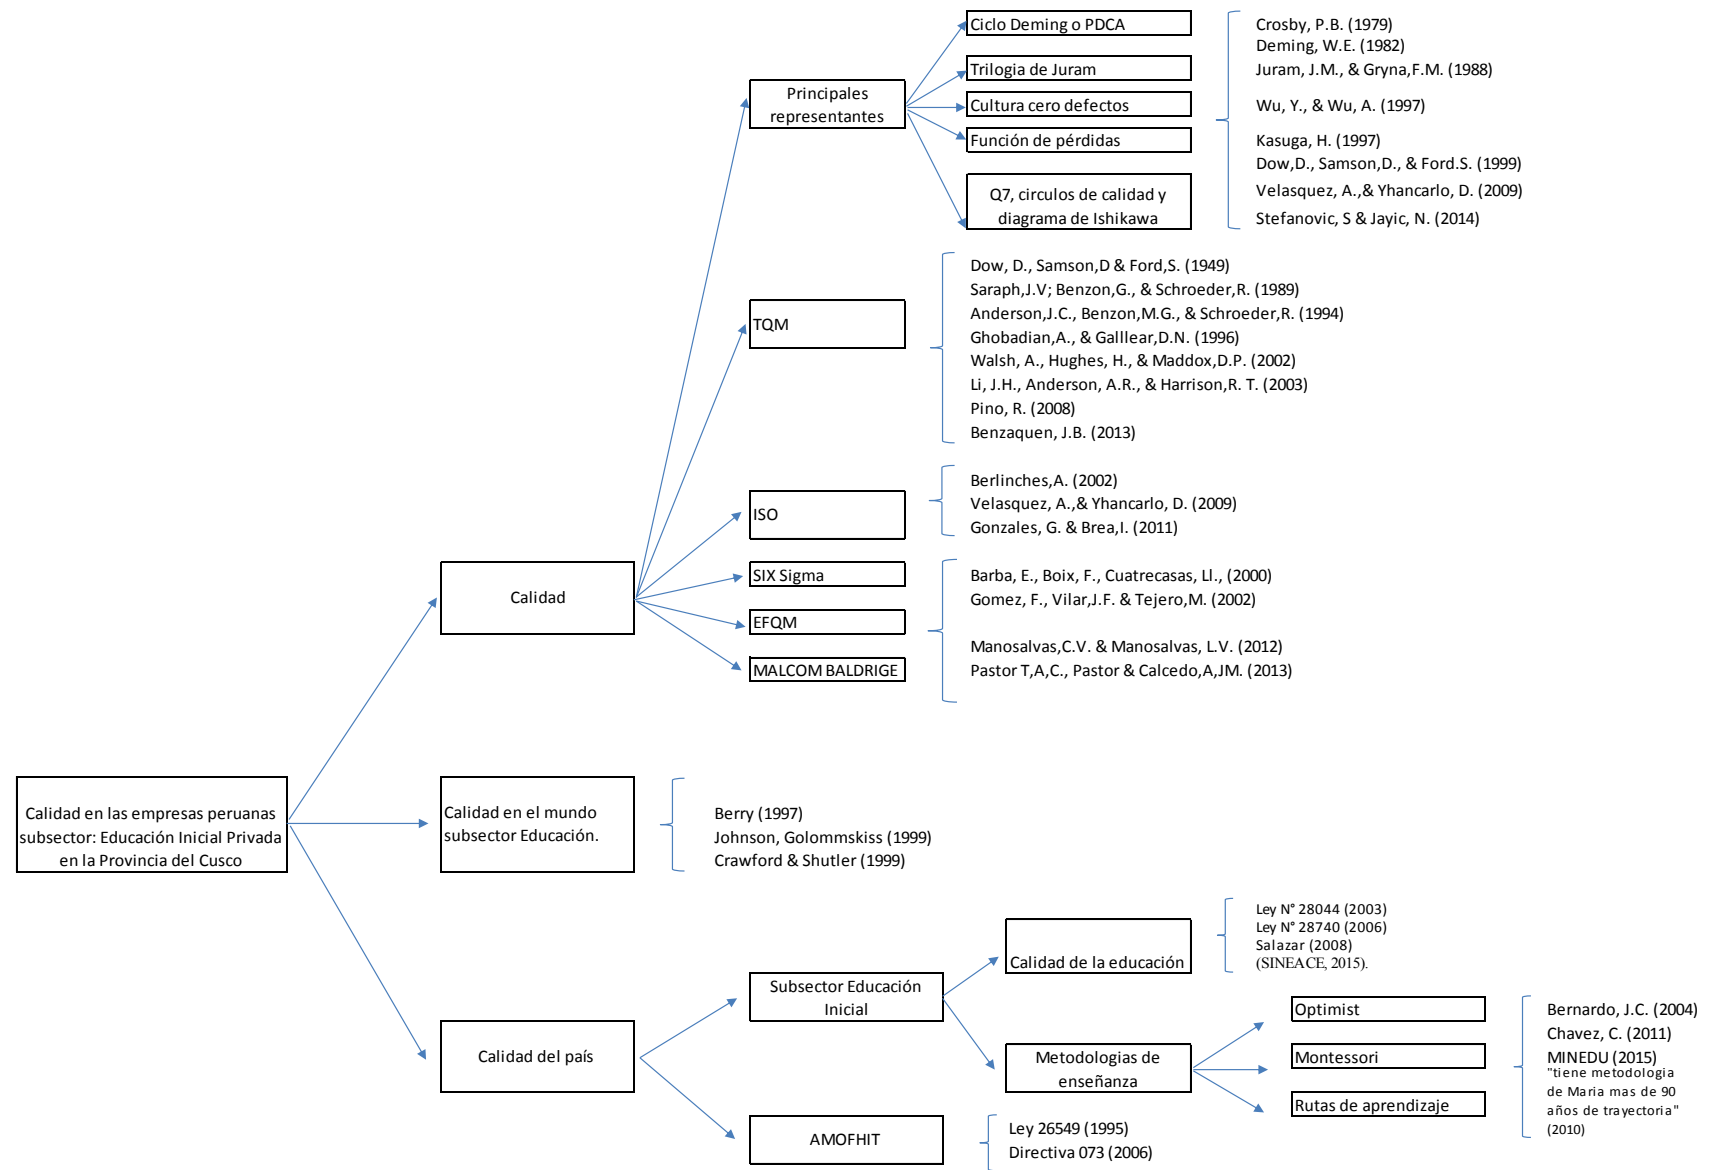 Ciclo Deming o PDCA
Trilogia de Juram
Principales
representantes
Cultura cero defectos
Función de pérdidas
Q7, circulos de calidad y
diagrama de Ishikawa
Crosby, P.B. (1979)
Deming, W.E. (1982)
Juram, J.M., & Gryna,F.M. (1988)
Wu, Y., & Wu, A. (1997)
Kasuga, H. (1997)
Dow,D., Samson,D., & Ford.S. (1999)
Velasquez, A.,& Yhancarlo, D. (2009)
Stefanovic, S & Jayic, N. (2014)
TQM
Dow, D., Samson,D & Ford,S. (1949)
Saraph,J.V; Benzon,G., & Schroeder,R. (1989)
Anderson,J.C., Benzon,M.G., & Schroeder,R. (1994)
Ghobadian,A., & Galllear,D.N. (1996)
Walsh, A., Hughes, H., & Maddox,D.P. (2002)
Li, J.H., Anderson, A.R., & Harrison,R. T. (2003)
Pino, R. (2008)
Benzaquen, J.B. (2013)
ISO
Berlinches,A. (2002)
Velasquez, A.,& Yhancarlo, D. (2009)
Gonzales, G. & Brea,I. (2011)
Calidad
SIX Sigma
EFQM
MALCOM BALDRIGE
Barba, E., Boix, F., Cuatrecasas, Ll., (2000)
Gomez, F., Vilar,J.F. & Tejero,M. (2002)
Manosalvas,C.V. & Manosalvas, L.V. (2012)
Pastor T,A,C., Pastor & Calcedo,A,JM. (2013)
Calidad en las empresas peruanas
subsector: Educación Inicial Privada
en la Provincia del Cusco
Calidad en el mundo
subsector Educación.
Berry (1997)
Johnson, Golommskiss (1999)
Crawford & Shutler (1999)
Calidad del país
Subsector Educación
Inicial
Calidad de la educación
Ley N° 28044 (2003)
Ley N° 28740 (2006)
Salazar (2008)
(SINEACE, 2015).
Metodologias de
enseñanza
Optimist
Montessori
Rutas de aprendizaje
Bernardo, J.C. (2004)
Chavez, C. (2011)
MINEDU (2015)
"tiene metodologia
de Maria mas de 90
años de trayectoria"
(2010)
AMOFHIT
Ley 26549 (1995)
Directiva 073 (2006)